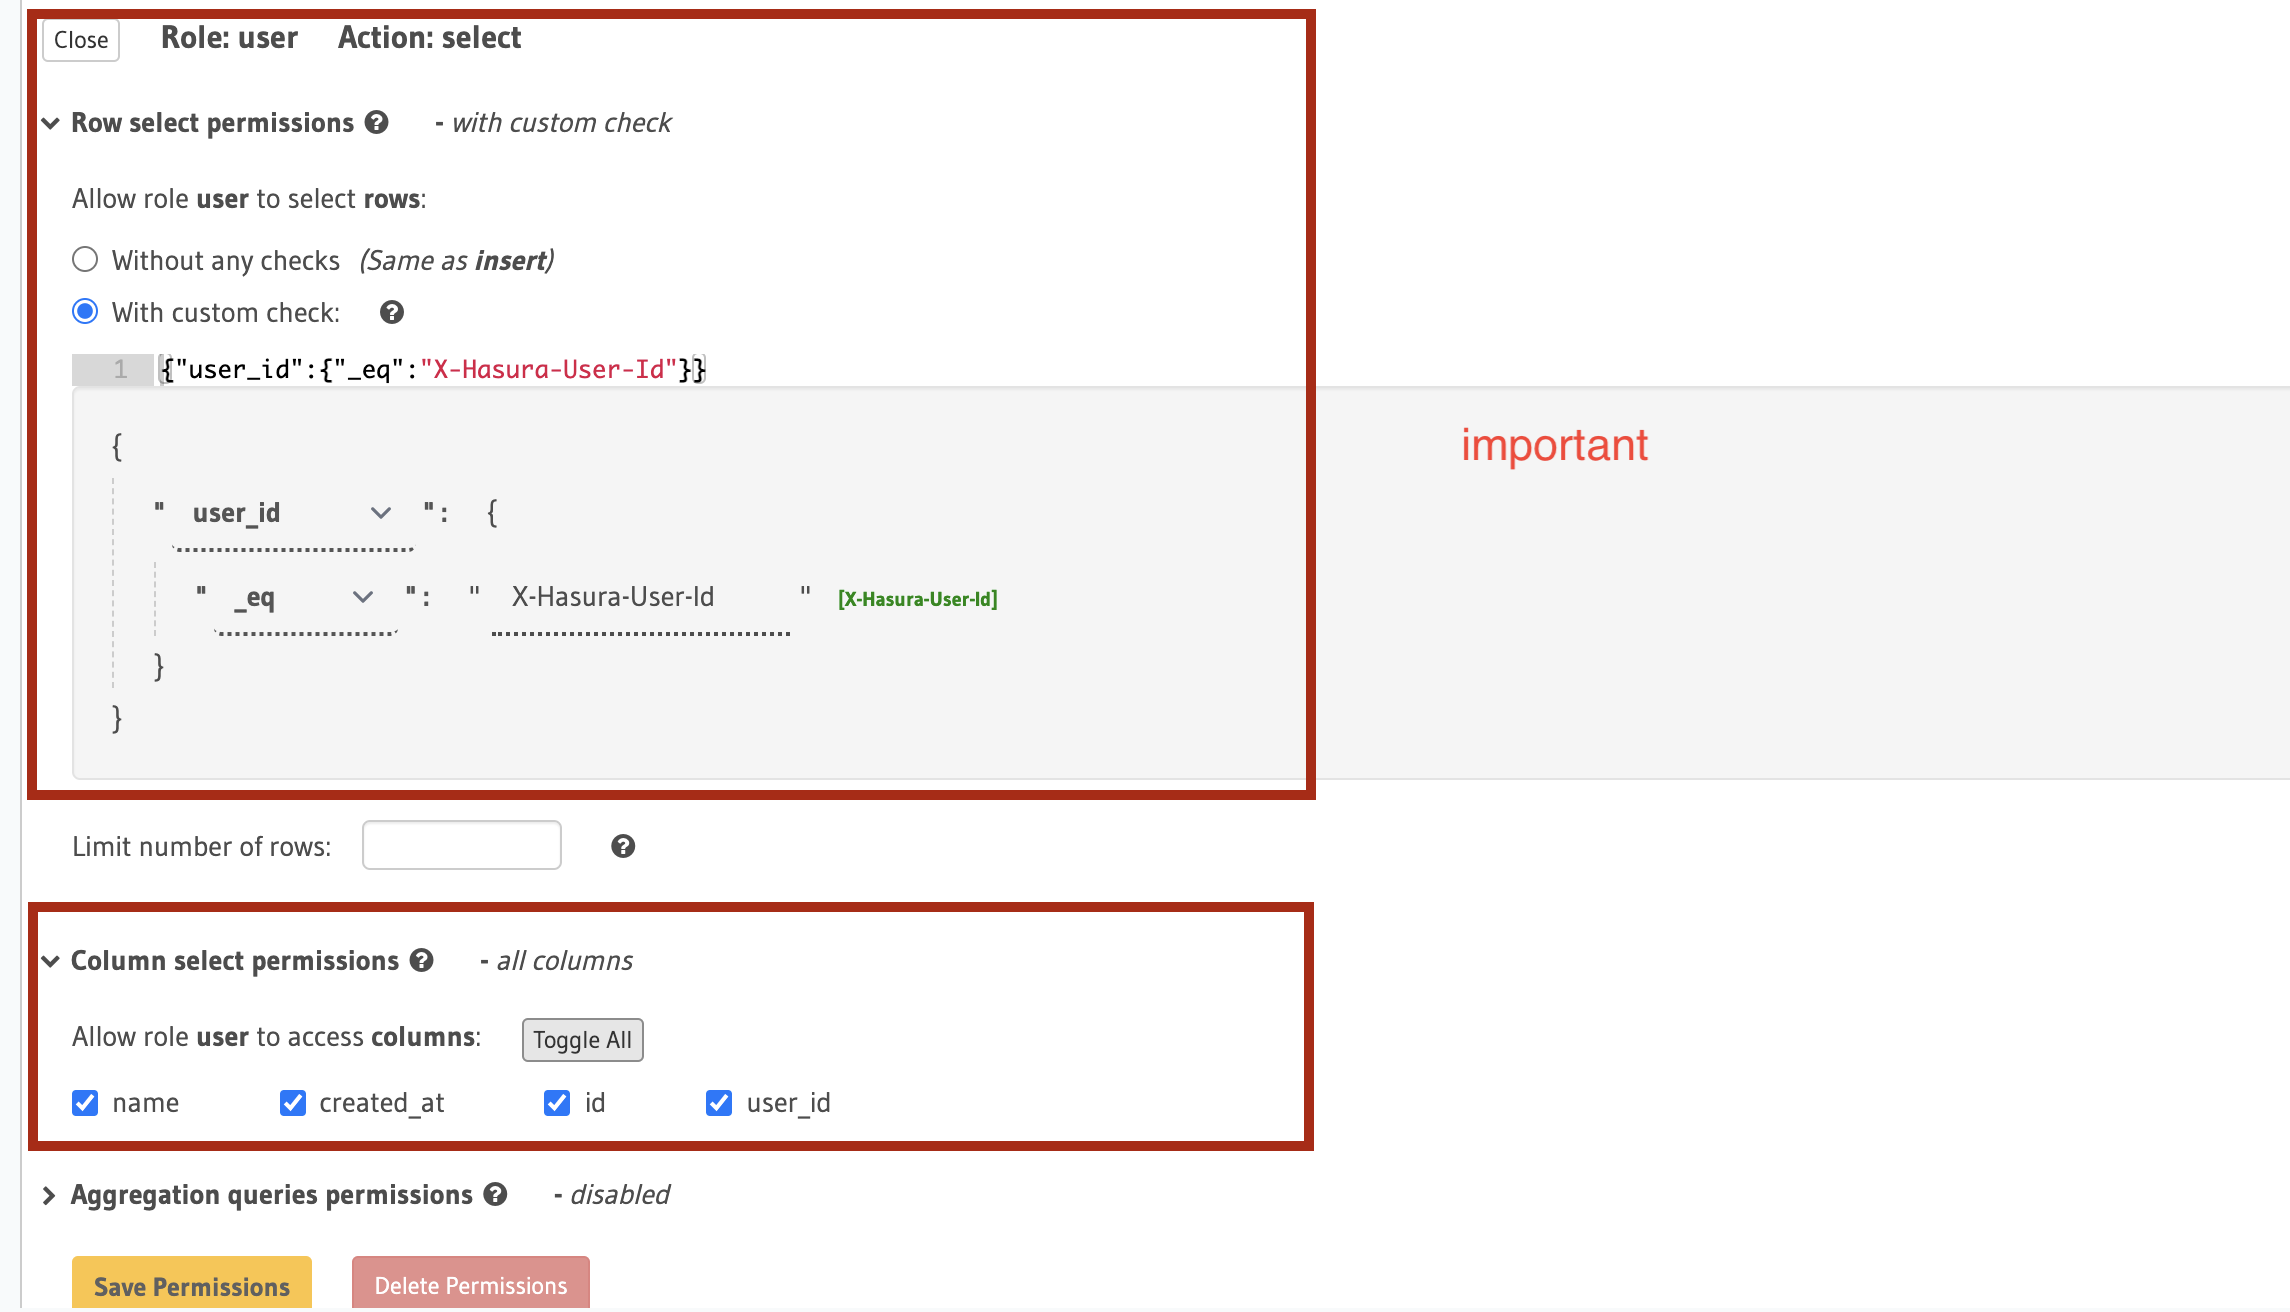 Close Role: user Action: select
Row select permissions ? - with custom check
Allow role user to select rows:
Without any checks (Same as insert)
With custom check: ?
1 {"user_id":{"_eq":"X-Hasura-User-Id"}}
important
{
" user_id ": {
" _eq ": " X-Hasura-User-Id " [X-Hasura-User-Id]
}
}
Limit number of rows: ?
Column select permissions ? - all columns
Allow role user to access columns: Toggle All
name created_at id user_id
Aggregation queries permissions ? - disabled
Save Permissions Delete Permissions